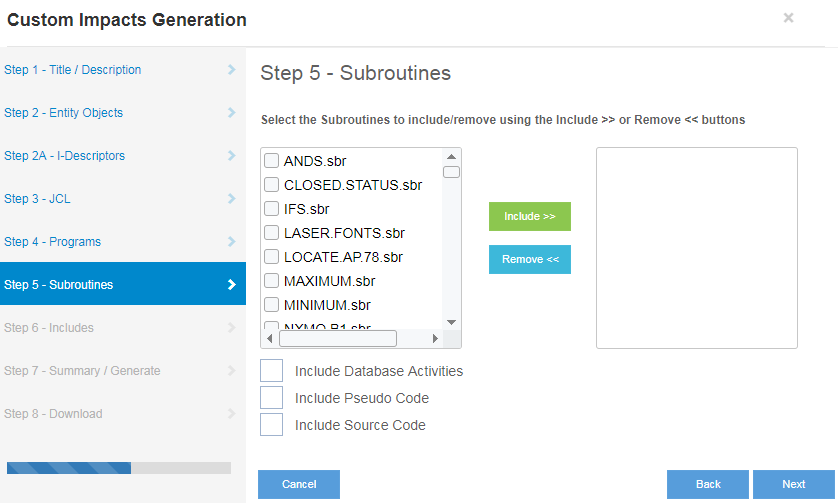 Custom Impacts Generation
×
Step 1 - Title / Description
Step 2 - Entity Objects
Step 2A - I-Descriptors
Step 3 - JCL
Step 4 - Programs
Step 5 - Subroutines
Step 6 - Includes
Step 7 - Summary / Generate
Step 8 - Download
Step 5 - Subroutines
Select the Subroutines to include/remove using the Include >> or Remove << buttons
ANDS.sbr
CLOSED.STATUS.sbr
IFS.sbr
LASER.FONTS.sbr
LOCATE.AP.78.sbr
MAXIMUM.sbr
MINIMUM.sbr
Include >>
Remove <<
Include Database Activities
Include Pseudo Code
Include Source Code
Cancel
Back
Next